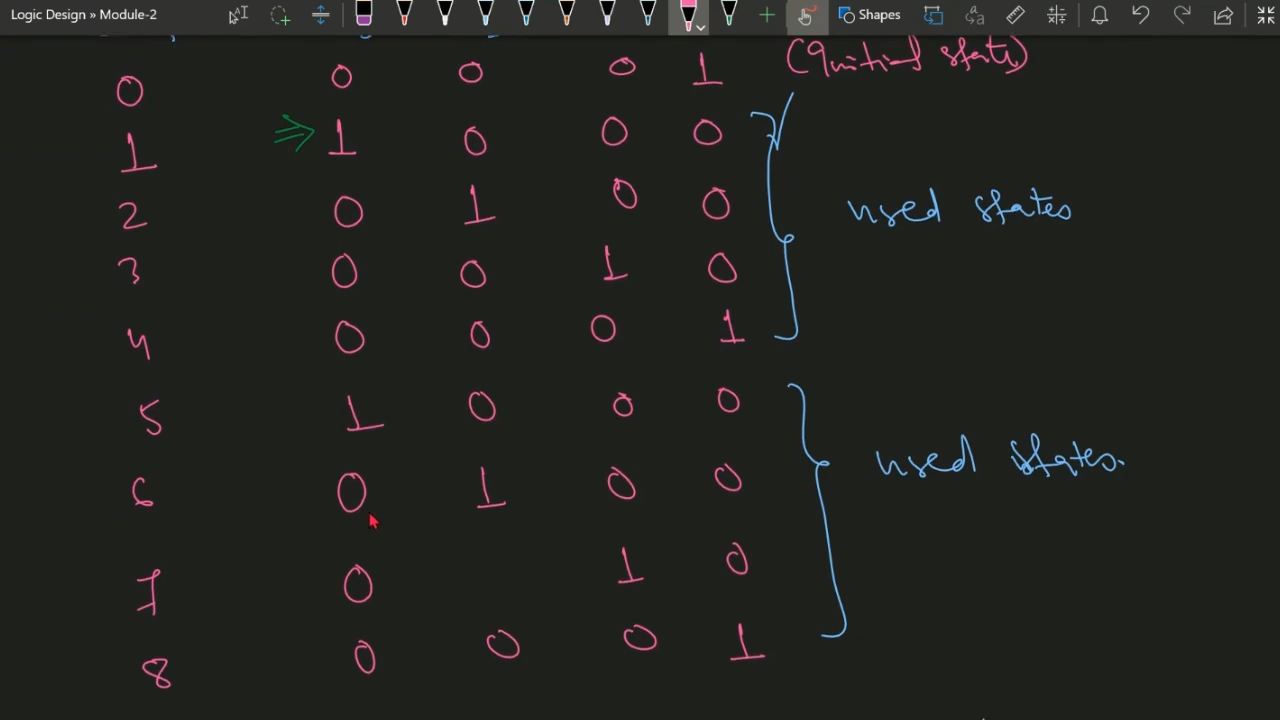 Logic Design » Module-2
Shapes
0 0 0 0 1 (Initial state)
1 ⇒ 1 0 0 0
2 0 1 0 0 used states
3 0 0 1 0
4 0 0 0 1
5 1 0 0 0
6 0 1 0 0 used states.
7 0 1 0
8 0 0 0 1